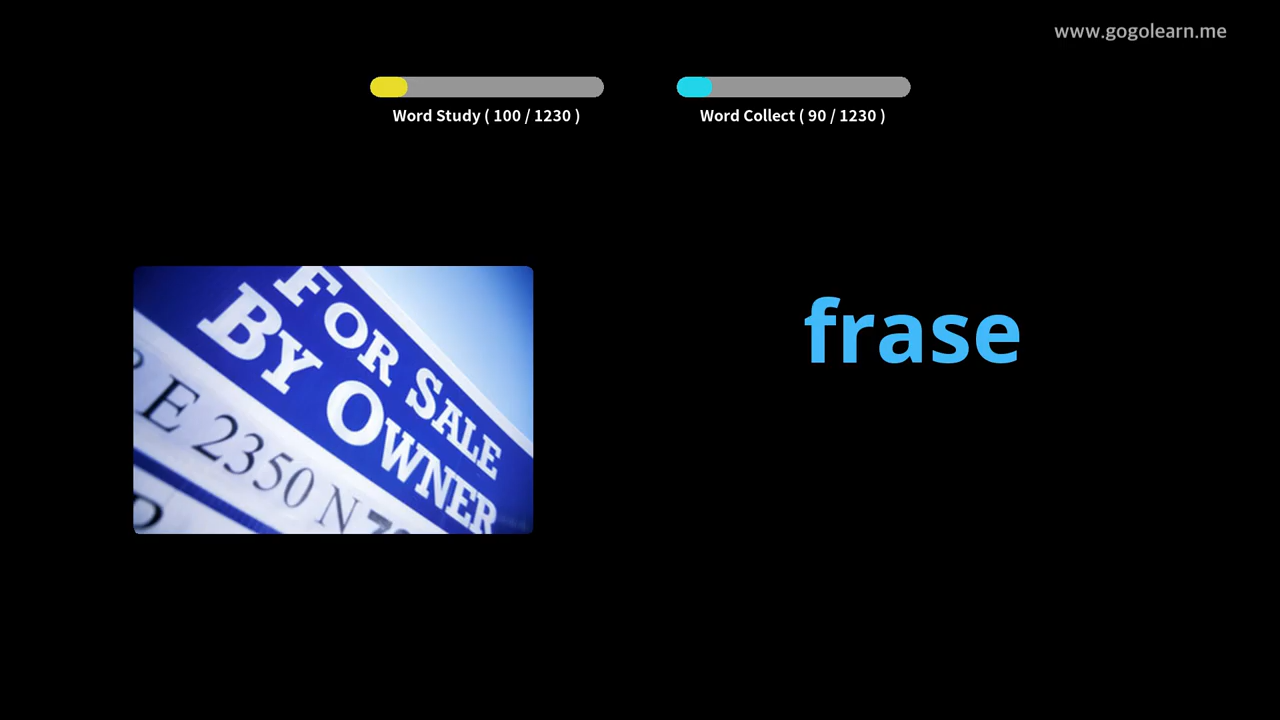 www.gogolearn.me
Word Study ( 100 / 1230 )
Word Collect ( 90 / 1230 )
FOR SALE
BY OWNER
E 2350 N
frase